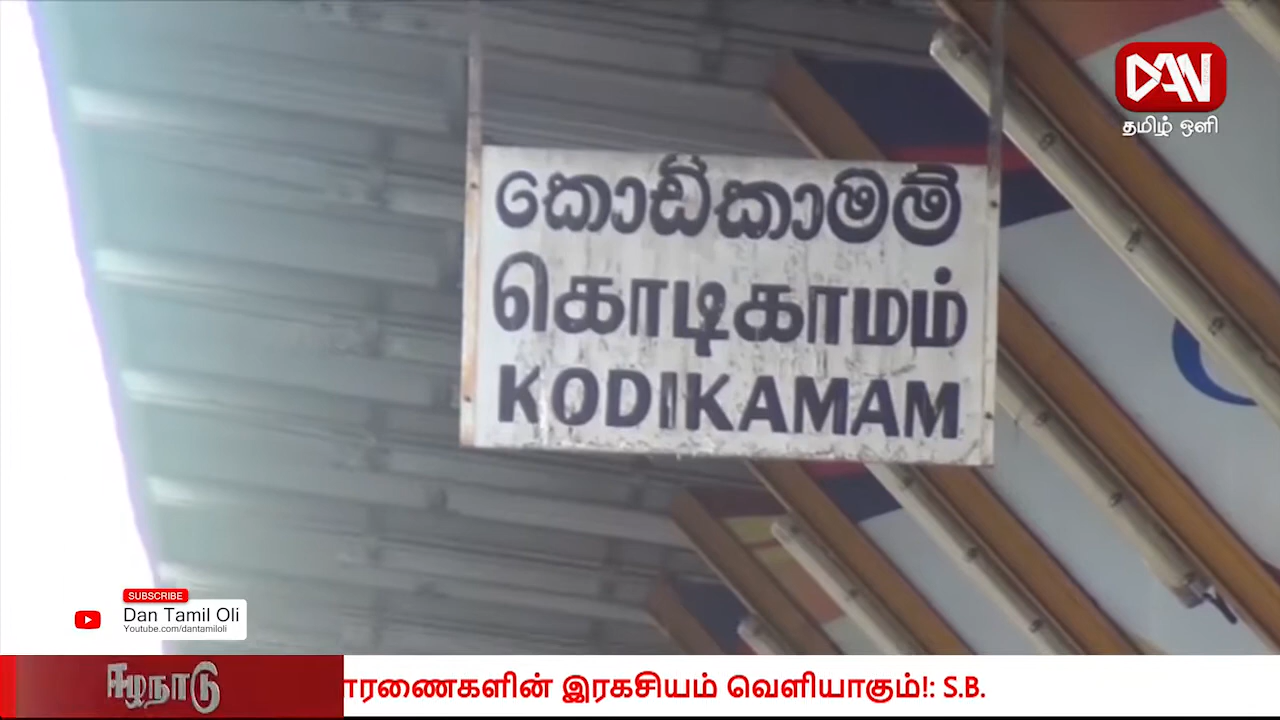 DAN
தமிழ் ஒளி
කොඩිකාමම්
கொடிகாமம்
KODIKAMAM
SUBSCRIBE
Dan Tamil Oli
Youtube.com/dantamiloli
ஈழநாடு
ாரணைகளின் இரகசியம் வெளியாகும்!: S.B.